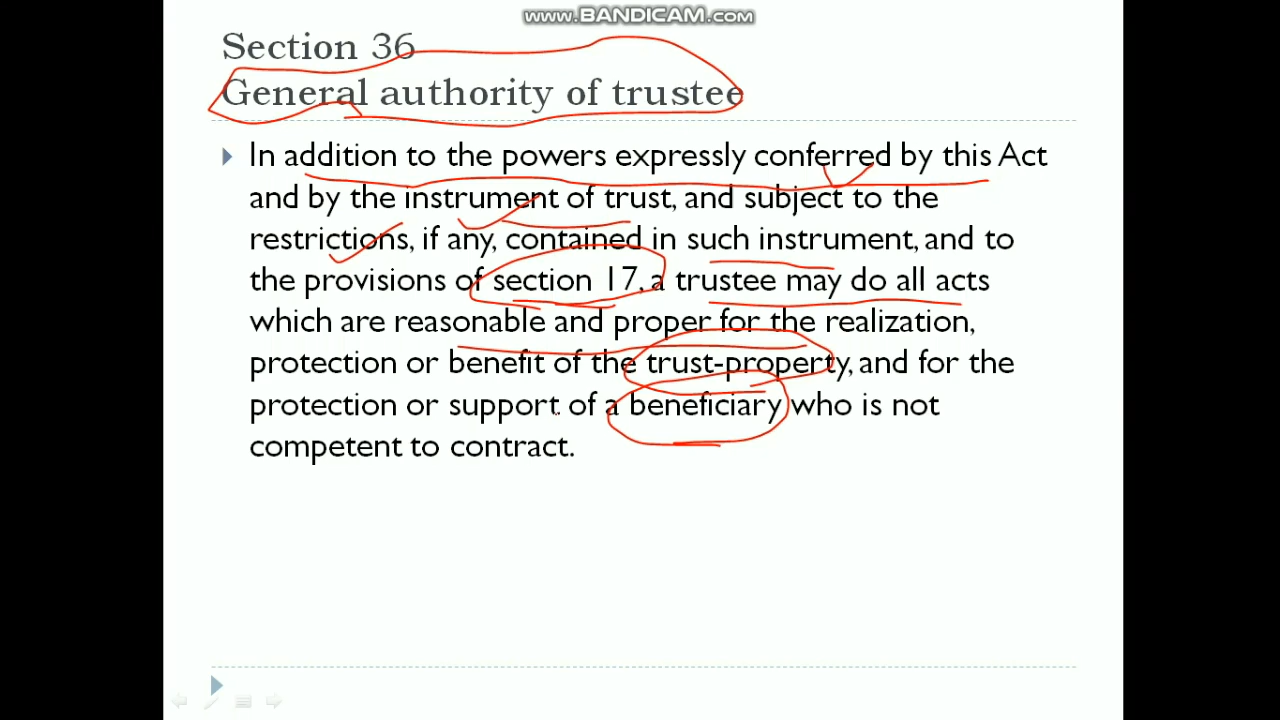 www.BANDICAM.com
Section 36
General authority of trustee
In addition to the powers expressly conferred by this Act
and by the instrument of trust, and subject to the
restrictions, if any, contained in such instrument, and to
the provisions of section 17, a trustee may do all acts
which are reasonable and proper for the realization,
protection or benefit of the trust-property, and for the
protection or support of a beneficiary who is not
competent to contract.